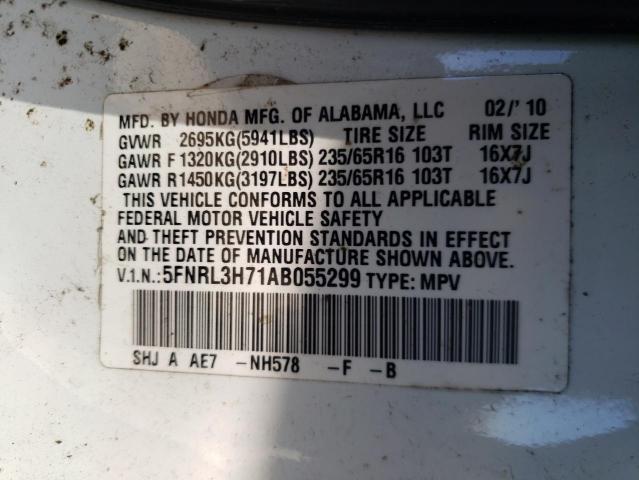 MFD. BY HONDA MFG. OF ALABAMA, LLC 02/'10
GVWR 2695KG(5941LBS) TIRE SIZE RIM SIZE
GAWR F 1320KG(2910LBS) 235/65R16 103T 16X7J
GAWR R 1450KG(3197LBS) 235/65R16 103T 16X7J
THIS VEHICLE CONFORMS TO ALL APPLICABLE
FEDERAL MOTOR VEHICLE SAFETY
AND THEFT PREVENTION STANDARDS IN EFFECT
ON THE DATE OF MANUFACTURE SHOWN ABOVE.
V.I.N.: 5FNRL3H71AB055299 TYPE: MPV
SHJ A AE7 -NH578 -F -B